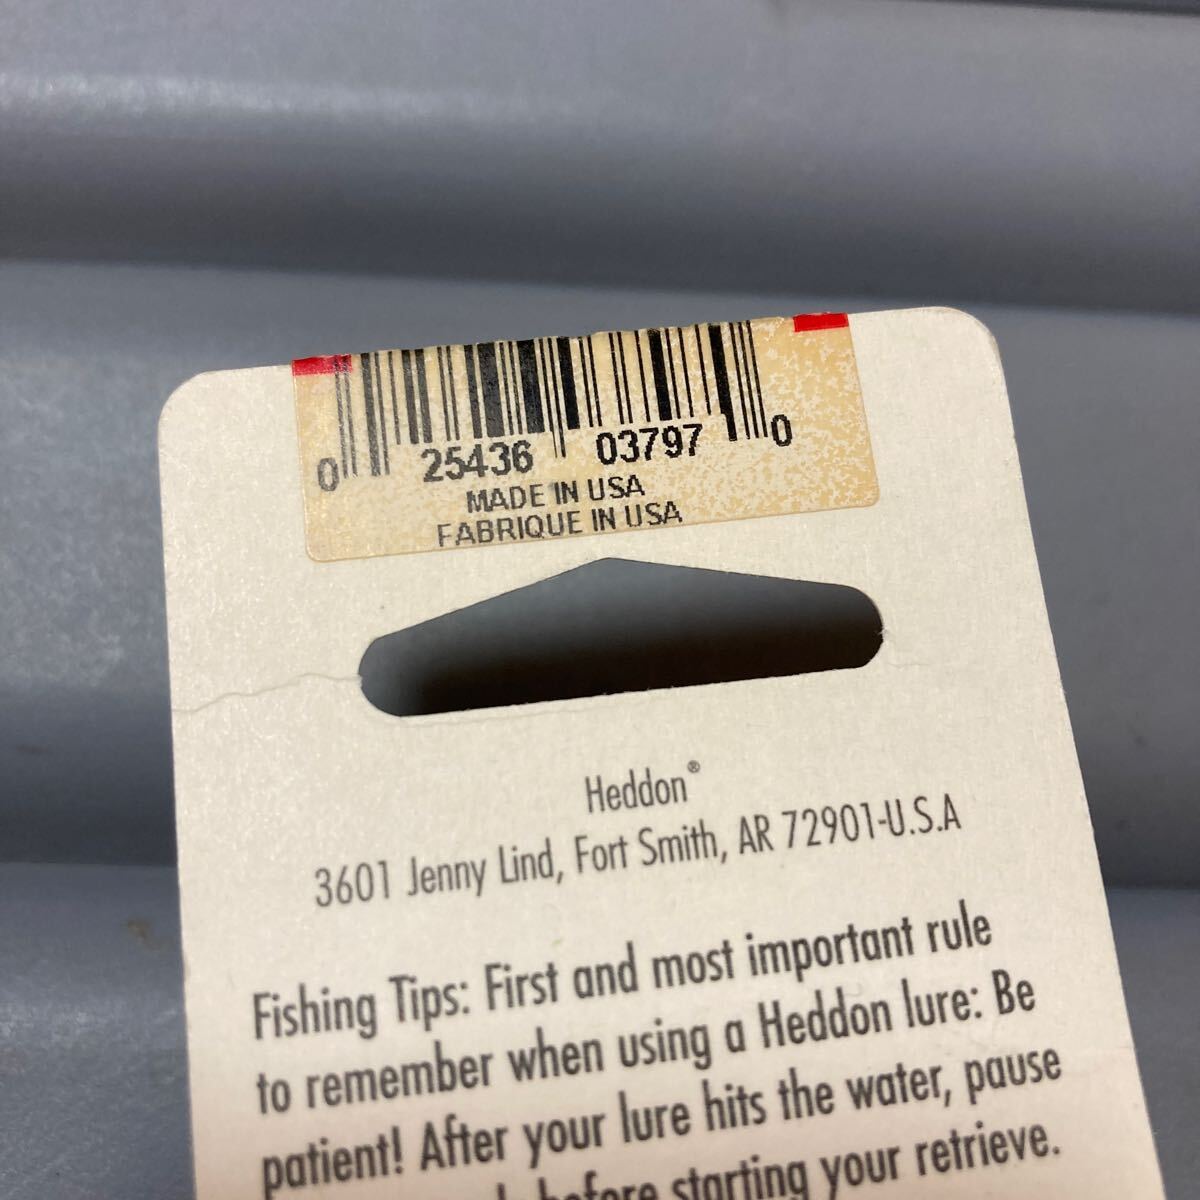 0 25436 03797 0
MADE IN USA
FABRIQUE IN USA
Heddon®
3601 Jenny Lind, Fort Smith, AR 72901-U.S.A
Fishing Tips: First and most important rule
to remember when using a Heddon lure: Be
patient! After your lure hits the water, pause
before starting your retrieve.